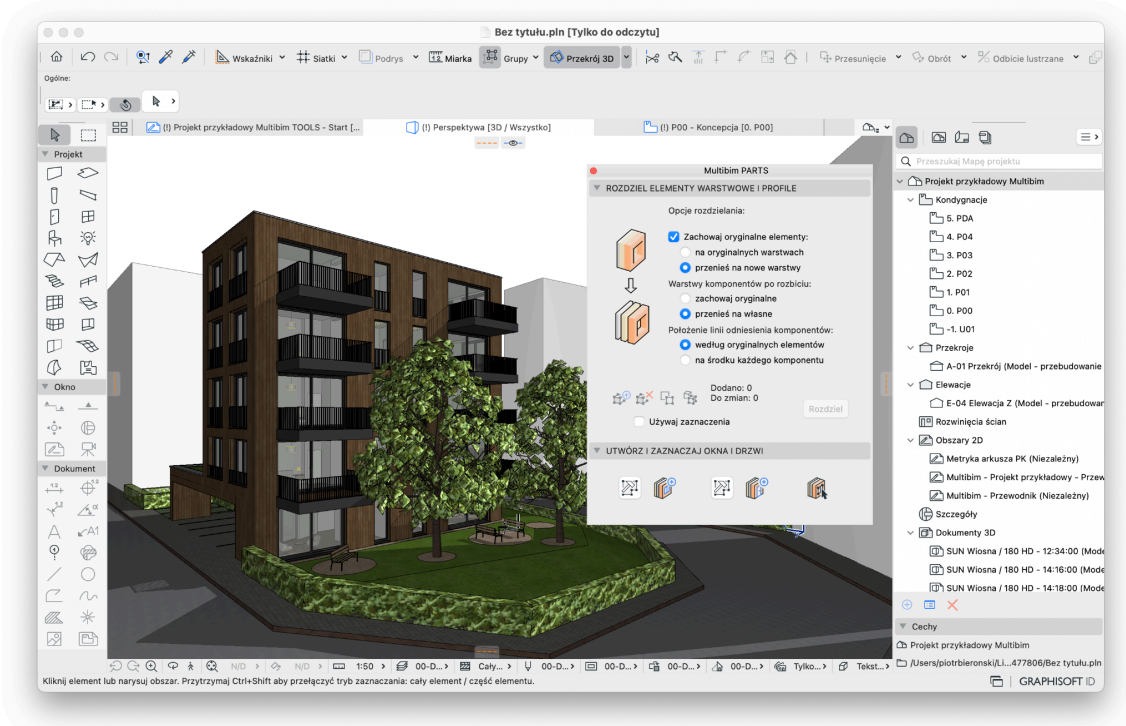 Bez tytułu.pln [Tylko do odczytu]
Wskaźniki
Siatki
Podrys
1.2
Miarka
Grupy
Przekrój 3D
Przesunięcie
Obrót
Odbicie lustrzane
Ogólne:
(!) Projekt przykładowy Multibim TOOLS - Start [...
(!) Perspektywa [3D / Wszystko]
(!) P00 - Koncepcja [0. P00]
Projekt
Okno
Dokument
1.2
A
A1
Multibim PARTS
ROZDZIEL ELEMENTY WARSTWOWE I PROFILE
Opcje rozdzielania:
Zachowaj oryginalne elementy:
na oryginalnych warstwach
przenieś na nowe warstwy
Warstwy komponentów po rozbiciu:
zachowaj oryginalne
przenieś na własne
Położenie linii odniesienia komponentów:
według oryginalnych elementów
na środku każdego komponentu
Dodano: 0
Do zmian: 0
Rozdziel
Używaj zaznaczenia
UTWÓRZ I ZAZNACZAJ OKNA I DRZWI
Przeszukaj Mapę projektu
Projekt przykładowy Multibim
Kondygnacje
5. PDA
4. P04
3. P03
2. P02
1. P01
0. P00
-1. U01
Przekroje
A-01 Przekrój (Model - przebudowanie
Elewacje
E-04 Elewacja Z (Model - przebudowar
Rozwinięcia ścian
Obszary 2D
Metryka arkusza PK (Niezależny)
Multibim - Projekt przykładowy - Przew
Multibim - Przewodnik (Niezależny)
Szczegóły
Dokumenty 3D
SUN Wiosna / 180 HD - 12:34:00 (Mode
SUN Wiosna / 180 HD - 14:16:00 (Mode
SUN Wiosna / 180 HD - 14:18:00 (Mode
Cechy
Projekt przykładowy Multibim
/Users/piotrbieronski/Li...477806/Bez tytułu.pln
N/D
N/D
1:50
00-D...
Cały...
00-D...
00-D...
00-D...
00-D...
Tylko...
Tekst...
Kliknij element lub narysuj obszar. Przytrzymaj Ctrl+Shift aby przełączyć tryb zaznaczania: cały element / część elementu.
GRAPHISOFT ID